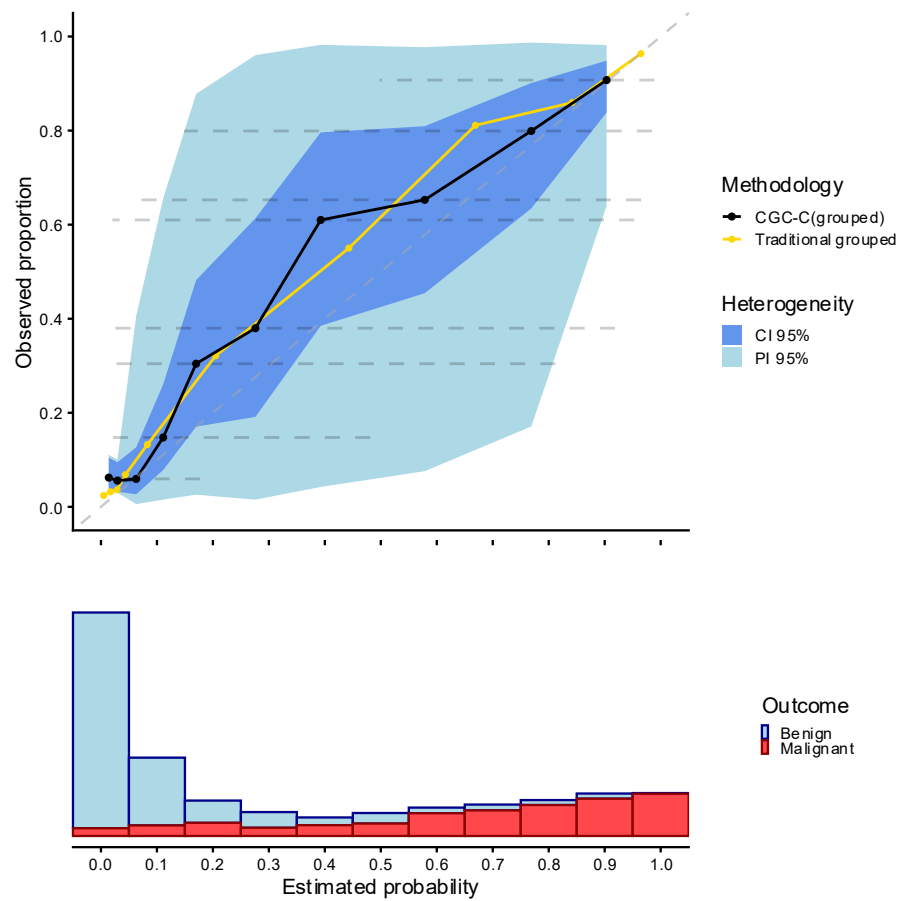 1.0
0.8
0.6
0.4
0.2
0.0
Observed proportion
Methodology
CGC-C(grouped)
Traditional grouped
Heterogeneity
CI 95%
PI 95%
Outcome
Benign
Malignant
0.0 0.1 0.2 0.3 0.4 0.5 0.6 0.7 0.8 0.9 1.0
Estimated probability